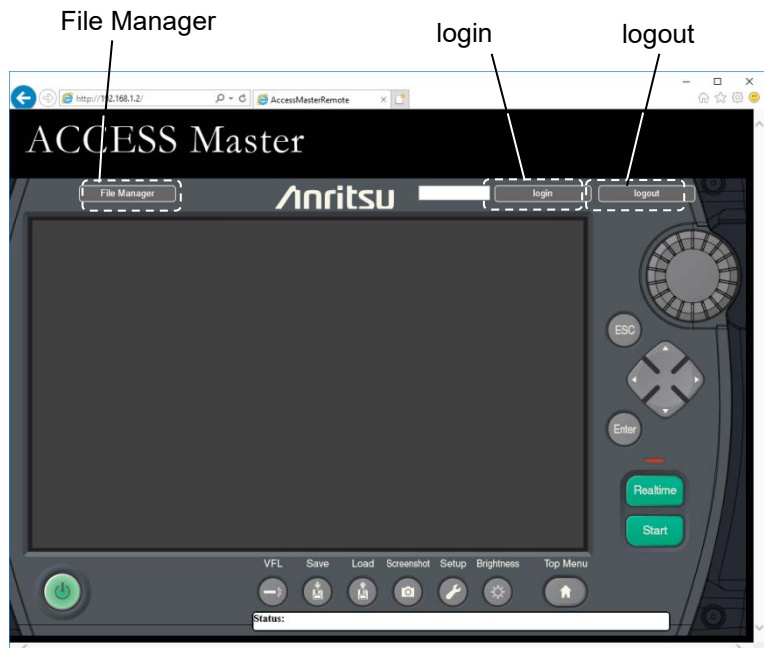 File Manager
login
logout
http://192.168.1.2/
AccessMasterRemote
ACCESS Master
File Manager
Anritsu
login
logout
ESC
Enter
Realtime
Start
VFL Save Load Screenshot Setup Brightness Top Menu
Status: